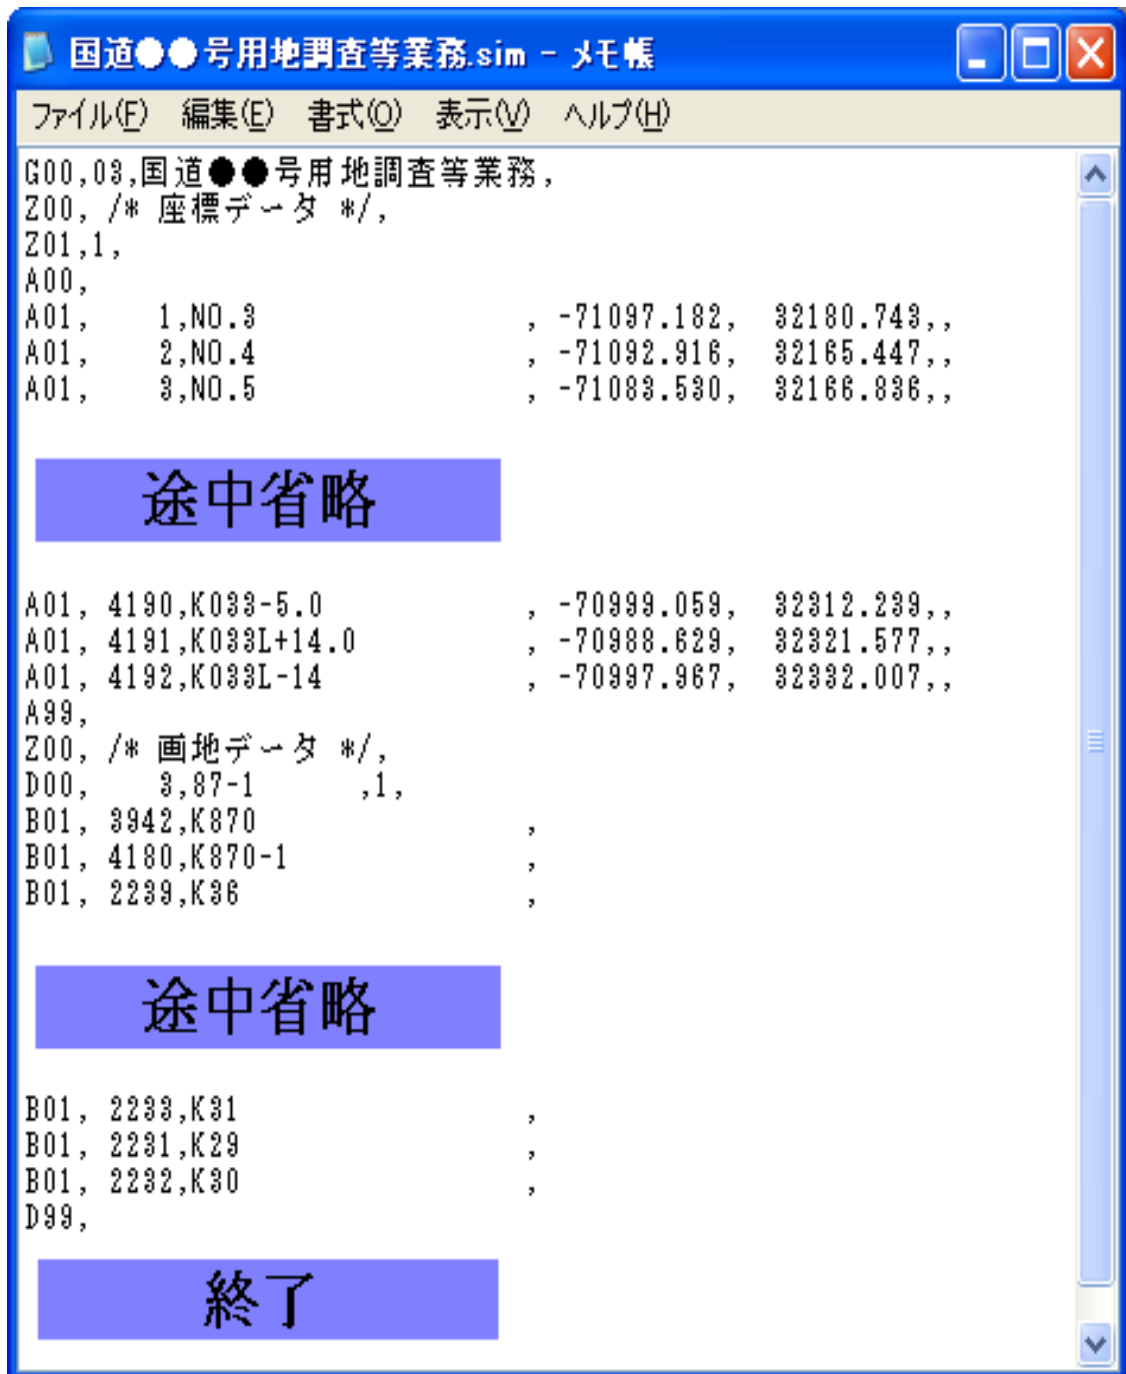 国道●●号用地調査等業務.sim - メモ帳
ファイル(F) 編集(E) 書式(O) 表示(V) ヘルプ(H)
G00,03,国道●●号用地調査等業務,
Z00, /* 座標データ */,
Z01,1,
A00,
A01,    1,NO.3                , -71097.182,  32180.743,,
A01,    2,NO.4                , -71092.916,  32165.447,,
A01,    3,NO.5                , -71083.530,  32166.836,,
途中省略
A01, 4190,K033-5.0            , -70999.059,  32312.239,,
A01, 4191,K033L+14.0          , -70988.629,  32321.577,,
A01, 4192,K033L-14            , -70997.967,  32332.007,,
A99,
Z00, /* 画地データ */,
D00,    3,87-1      ,1,
B01, 3942,K870                ,
B01, 4180,K870-1              ,
B01, 2239,K36                 ,
途中省略
B01, 2233,K31                 ,
B01, 2231,K29                 ,
B01, 2232,K30                 ,
D99,
終了